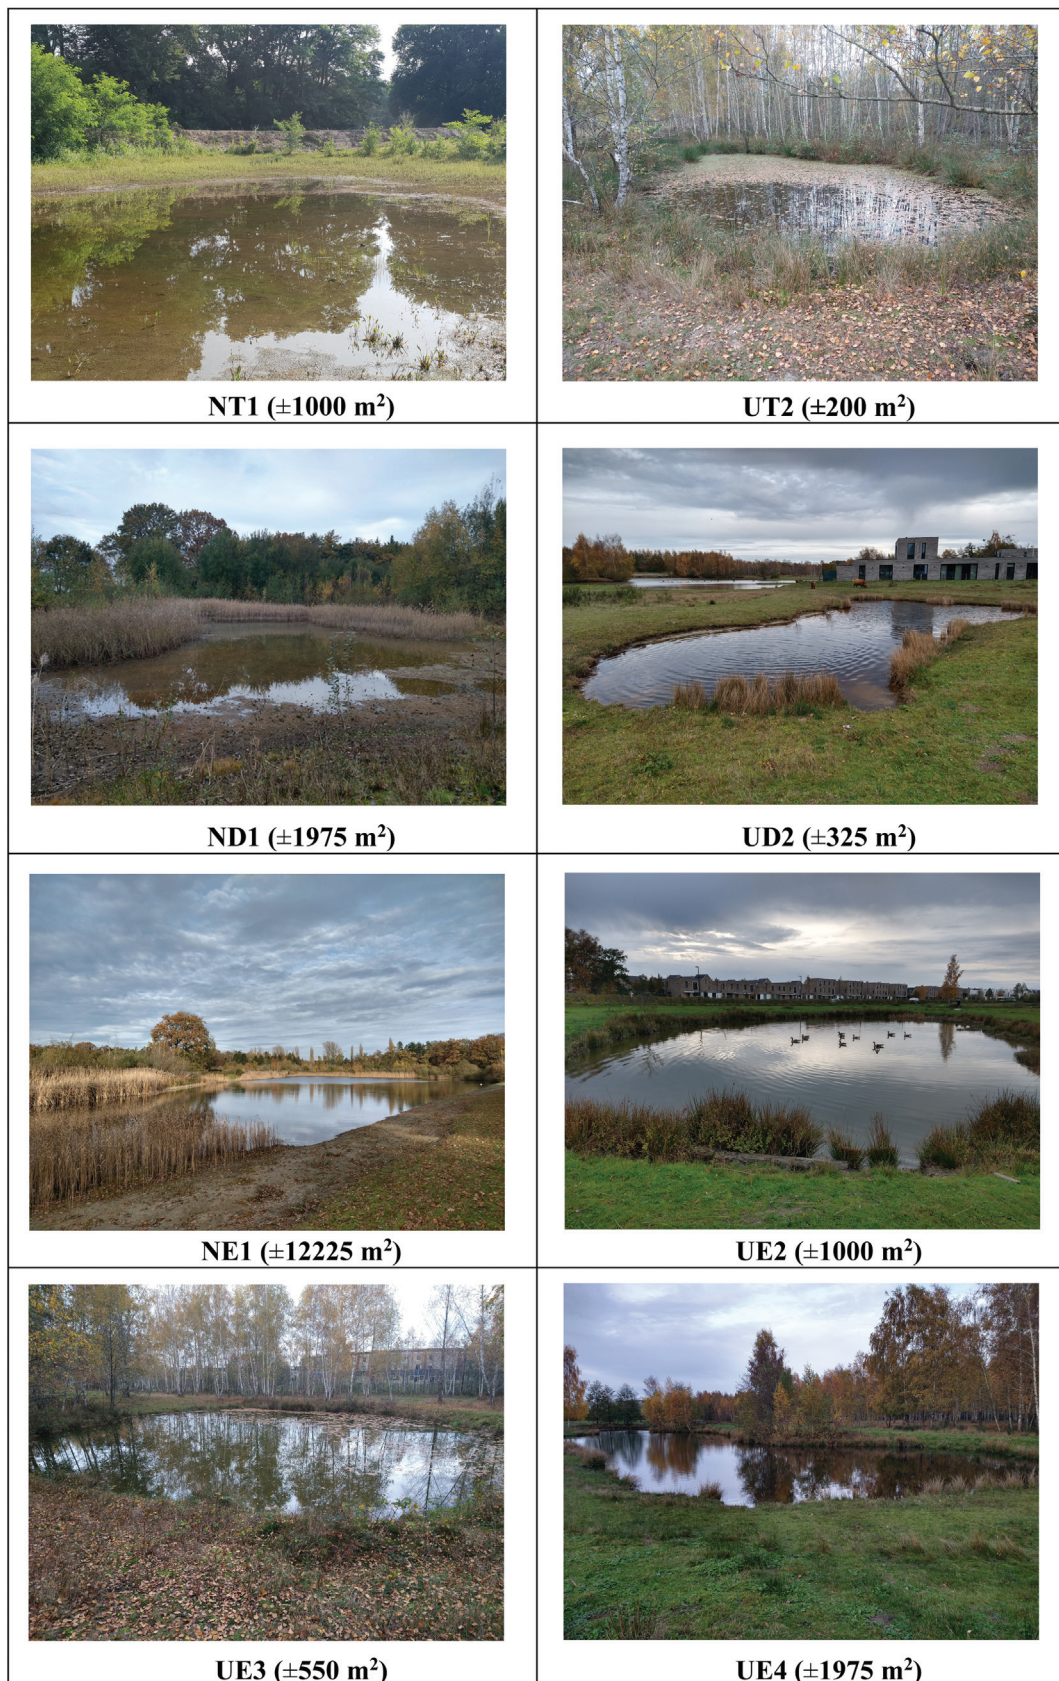 NT1 (±1000 m²)
UT2 (±200 m²)
ND1 (±1975 m²)
UD2 (±325 m²)
NE1 (±12225 m²)
UE2 (±1000 m²)
UE3 (±550 m²)
UE4 (±1975 m²)